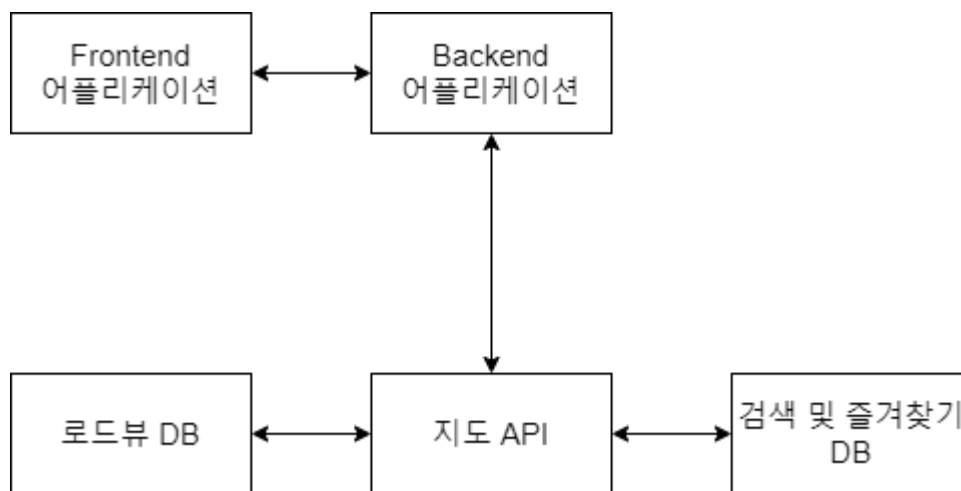 Frontend
어플리케이션
Backend
어플리케이션
로드뷰 DB
지도 API
검색 및 즐겨찾기
DB